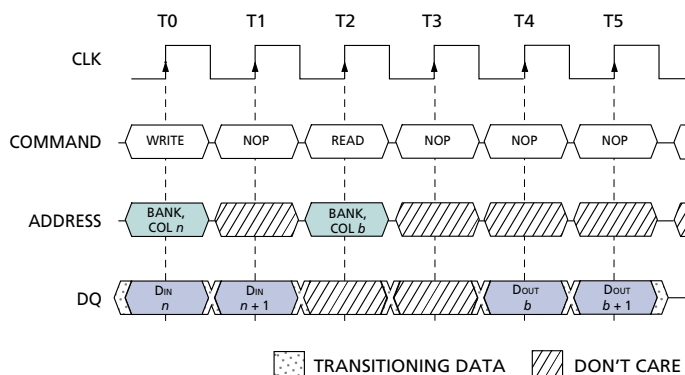 T0 T1 T2 T3 T4 T5
CLK
COMMAND WRITE NOP READ NOP NOP NOP
ADDRESS BANK, COL n BANK, COL b
DQ DIN n DIN n + 1 DOUT b DOUT b + 1
TRANSITIONING DATA DON'T CARE